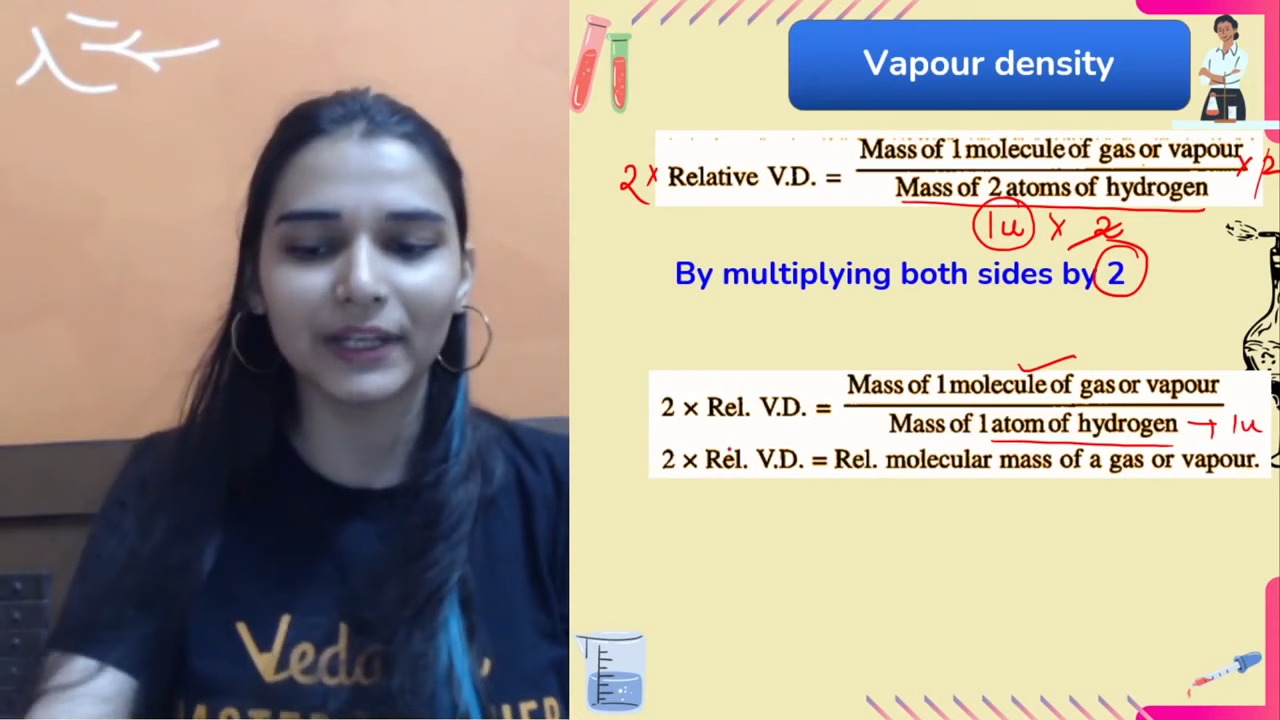 Vapour density
2 × Relative V.D. = Mass of 1 molecule of gas or vapour × 2
Mass of 2 atoms of hydrogen
1u × 2
By multiplying both sides by 2
2 × Rel. V.D. = Mass of 1 molecule of gas or vapour
Mass of 1 atom of hydrogen → 1u
2 × Rel. V.D. = Rel. molecular mass of a gas or vapour.